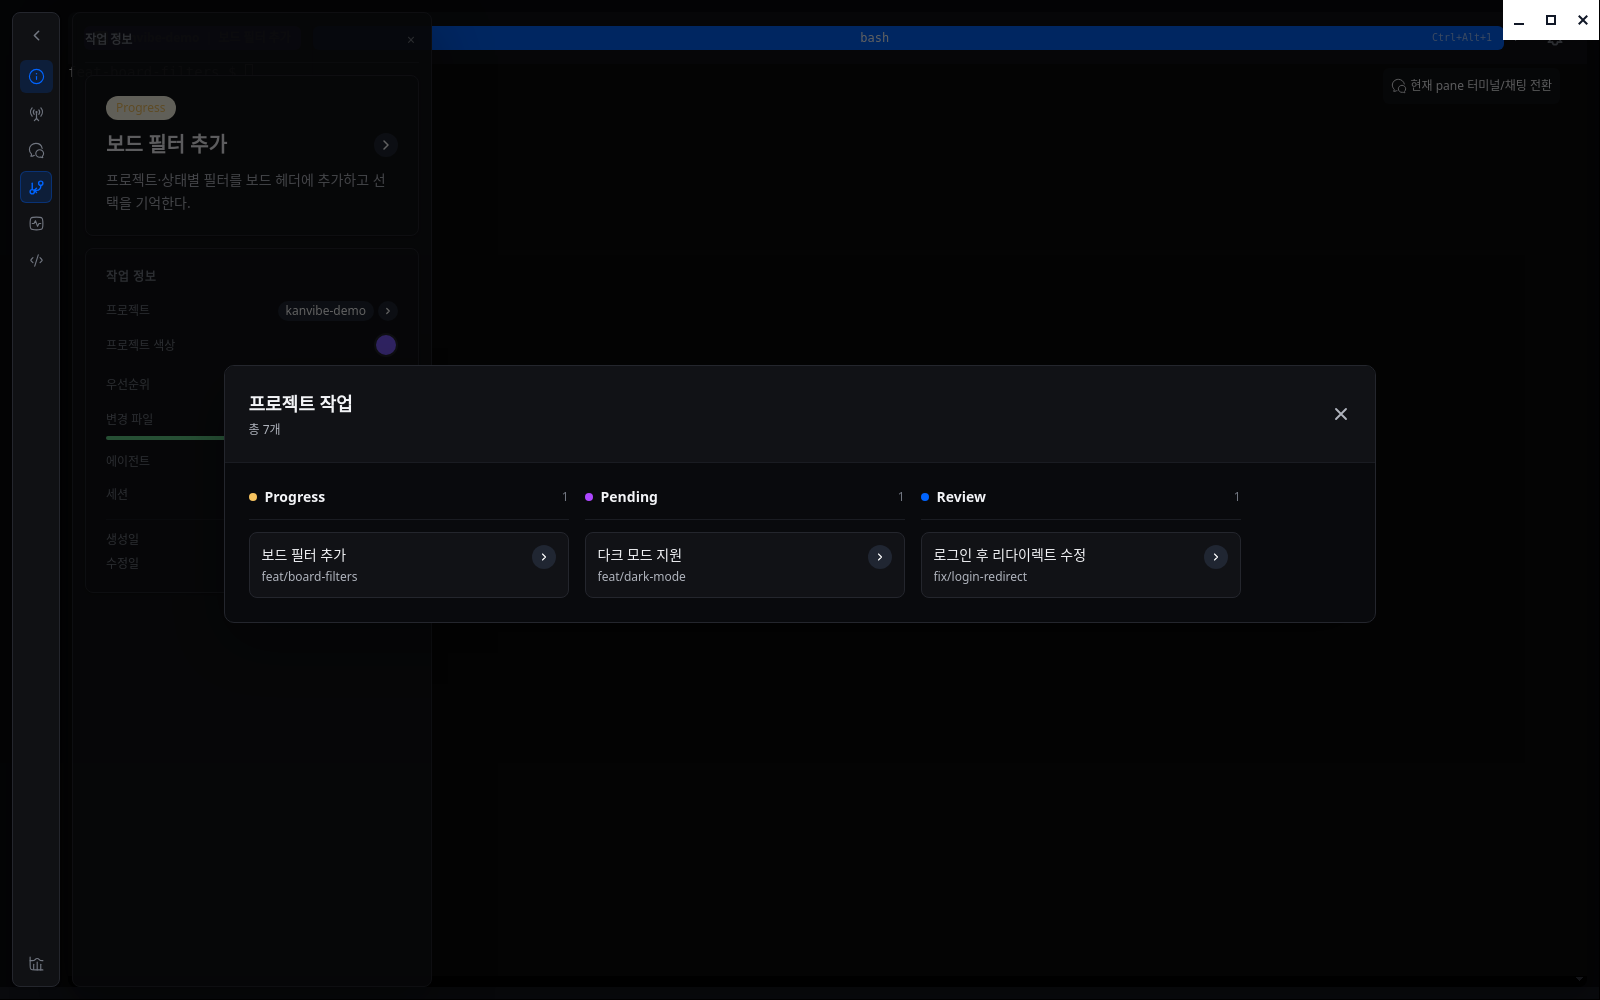 작업 정보
bash
Ctrl+Alt+1
현재 pane 터미널/채팅 전환
Progress
보드 필터 추가
프로젝트·상태별 필터를 보드 헤더에 추가하고 선
택을 기억한다.
작업 정보
프로젝트
kanvibe-demo
프로젝트 색상
우선순위
변경 파일
에이전트
세션
생성일
수정일
프로젝트 작업
총 7개
Progress 1
보드 필터 추가
feat/board-filters
Pending 1
다크 모드 지원
feat/dark-mode
Review 1
로그인 후 리다이렉트 수정
fix/login-redirect